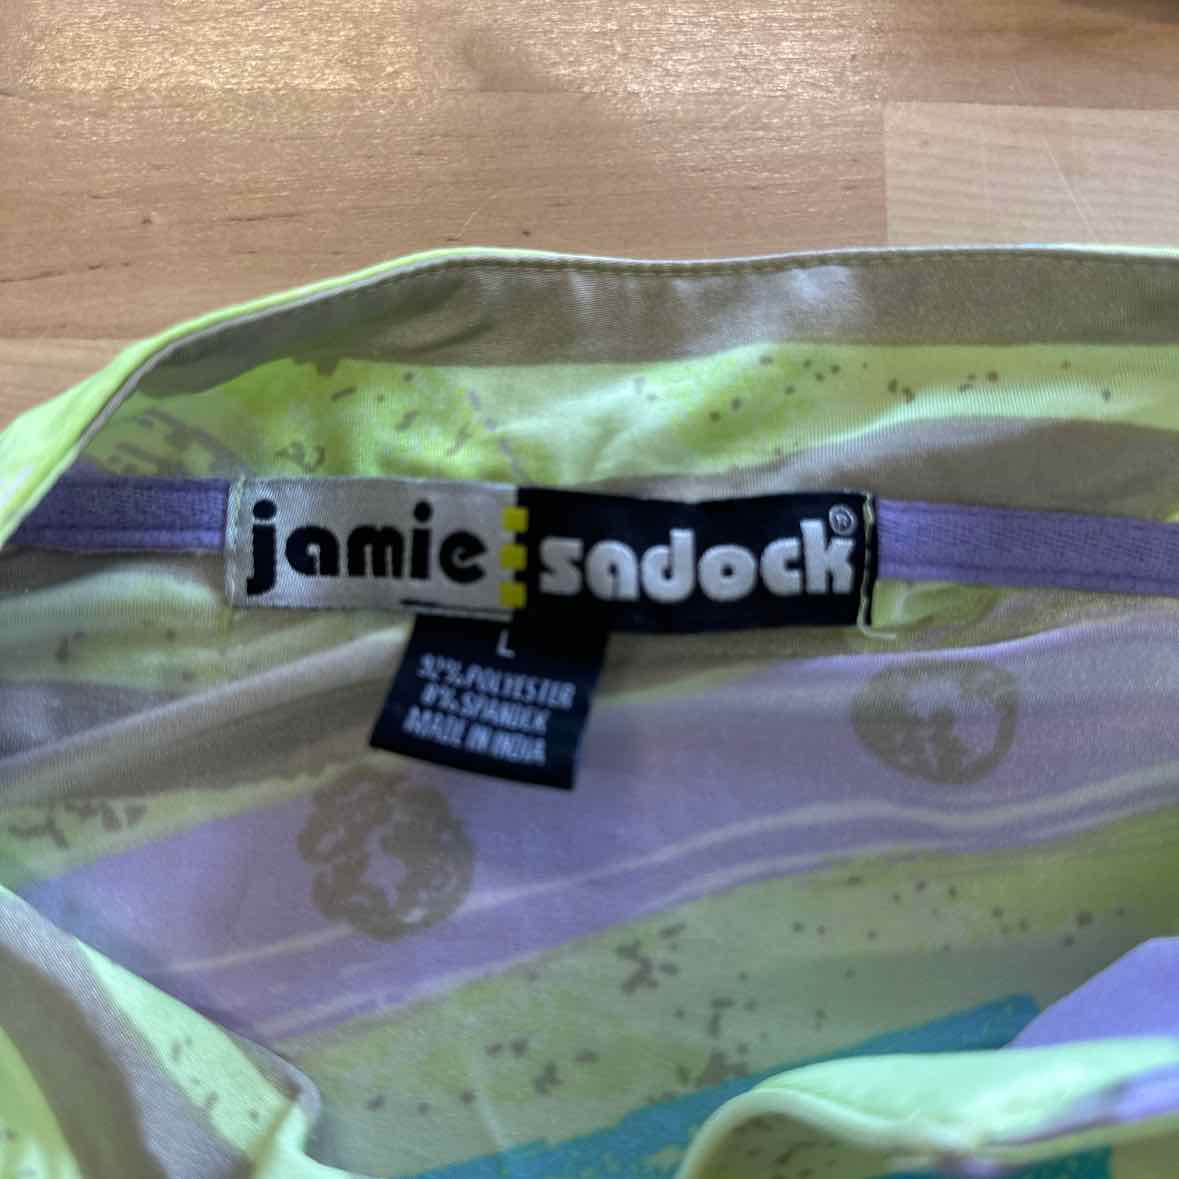 jamie sadock®
L
92% POLYESTER
8% SPANDEX
MADE IN INDIA